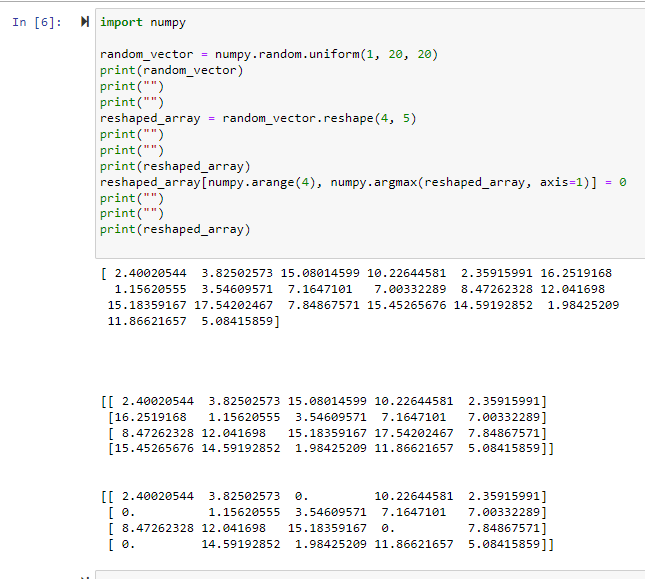 In [6]:
import numpy
random_vector = numpy.random.uniform(1, 20, 20)
print(random_vector)
print("")
print("")
reshaped_array = random_vector.reshape(4, 5)
print("")
print("")
print(reshaped_array)
reshaped_array[numpy.arange(4), numpy.argmax(reshaped_array, axis=1)] = 0
print("")
print("")
print(reshaped_array)
[ 2.40020544  3.82502573 15.08014599 10.22644581  2.35915991 16.2519168
  1.15620555  3.54609571  7.1647101   7.00332289  8.47262328 12.041698
 15.18359167 17.54202467  7.84867571 15.45265676 14.59192852  1.98425209
 11.86621657  5.08415859]
[[ 2.40020544  3.82502573 15.08014599 10.22644581  2.35915991]
 [16.2519168   1.15620555  3.54609571  7.1647101   7.00332289]
 [ 8.47262328 12.041698   15.18359167 17.54202467  7.84867571]
 [15.45265676 14.59192852  1.98425209 11.86621657  5.08415859]]
[[ 2.40020544  3.82502573  0.         10.22644581  2.35915991]
 [ 0.          1.15620555  3.54609571  7.1647101   7.00332289]
 [ 8.47262328 12.041698   15.18359167  0.          7.84867571]
 [ 0.         14.59192852  1.98425209 11.86621657  5.08415859]]